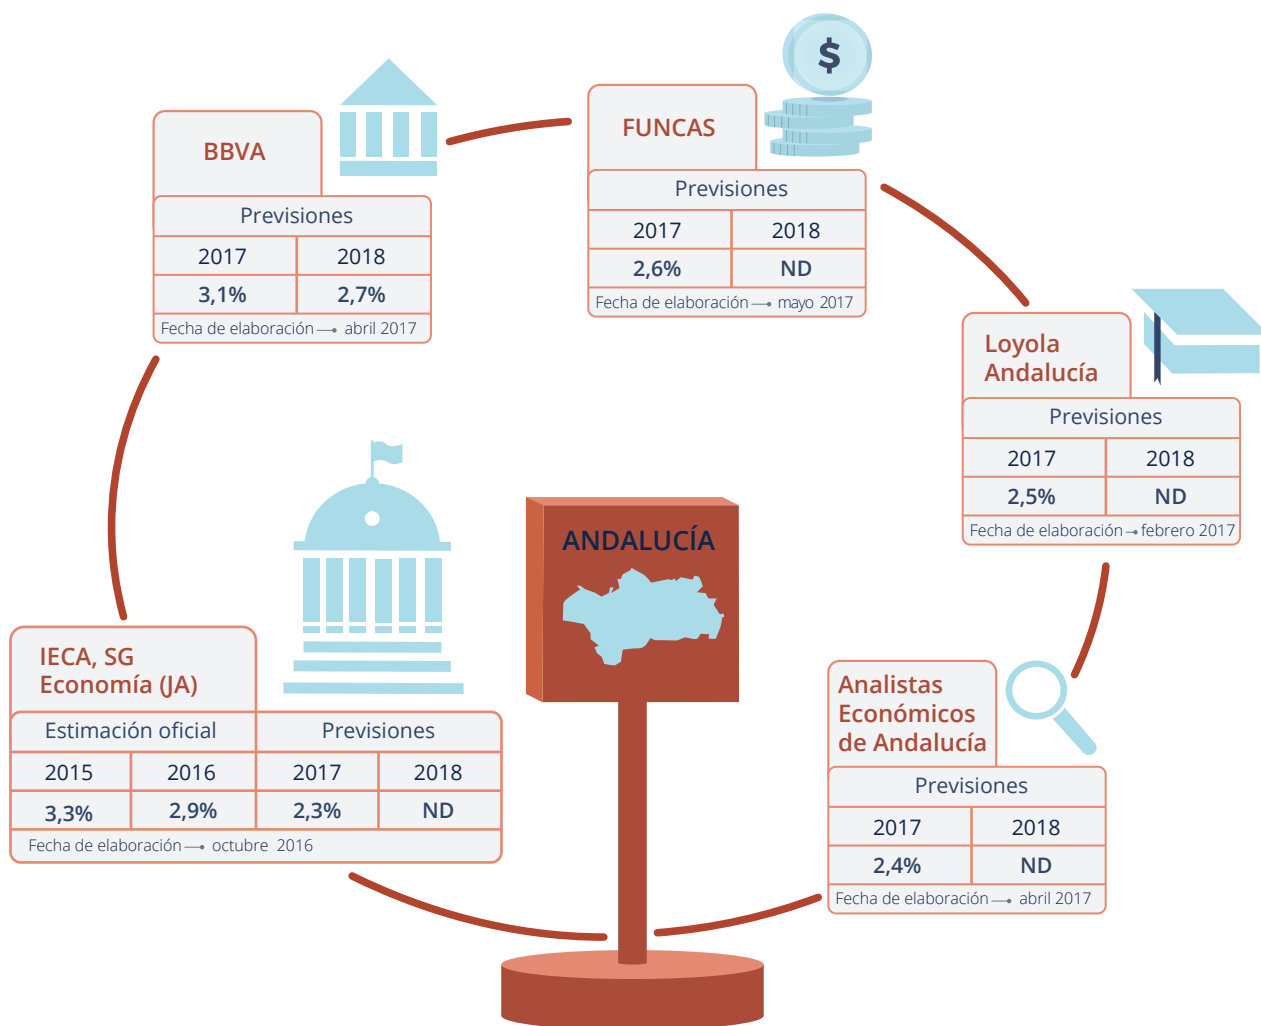 BBVA
Previsiones
2017 2018
3,1% 2,7%
Fecha de elaboración abril 2017
FUNCAS
$
Previsiones
2017 2018
2,6% ND
Fecha de elaboración mayo 2017
Loyola
Andalucía
Previsiones
2017 2018
2,5% ND
Fecha de elaboración febrero 2017
ANDALUCÍA
IECA, SG
Economía (JA)
Estimación oficial Previsiones
2015 2016 2017 2018
3,3% 2,9% 2,3% ND
Fecha de elaboración octubre 2016
Analistas
Económicos
de Andalucía
Previsiones
2017 2018
2,4% ND
Fecha de elaboración abril 2017